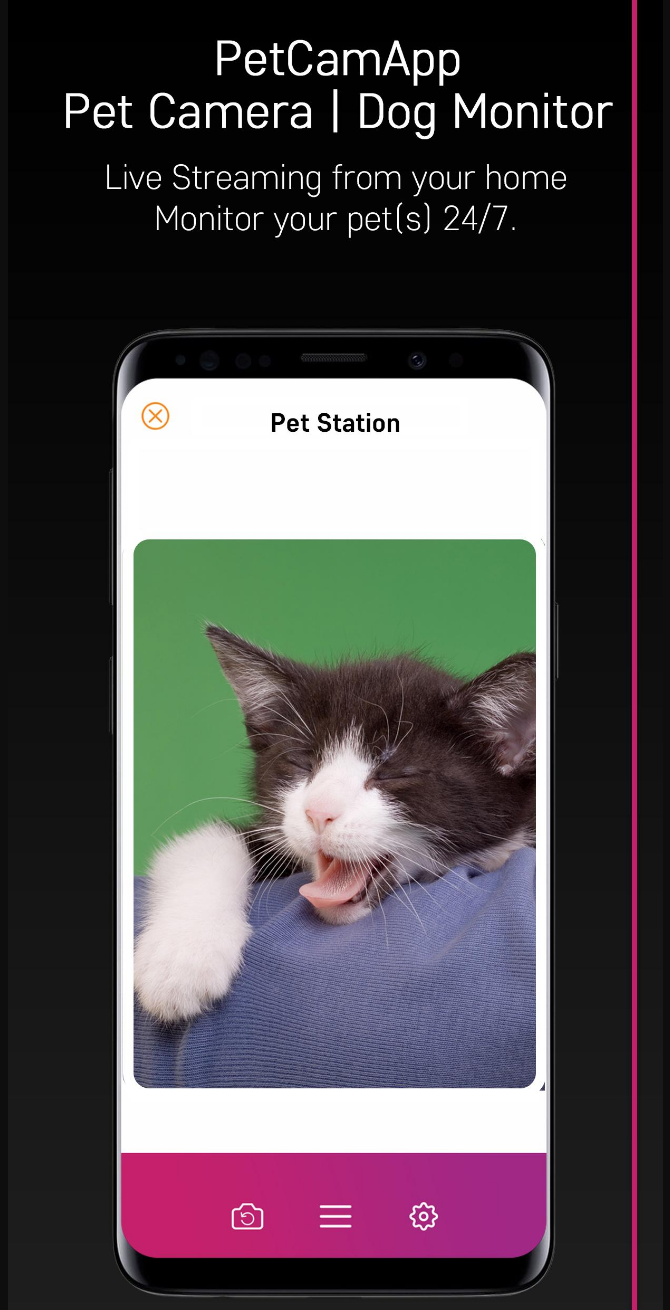 PetCamApp
Pet Camera | Dog Monitor
Live Streaming from your home
Monitor your pet(s) 24/7.
Pet Station